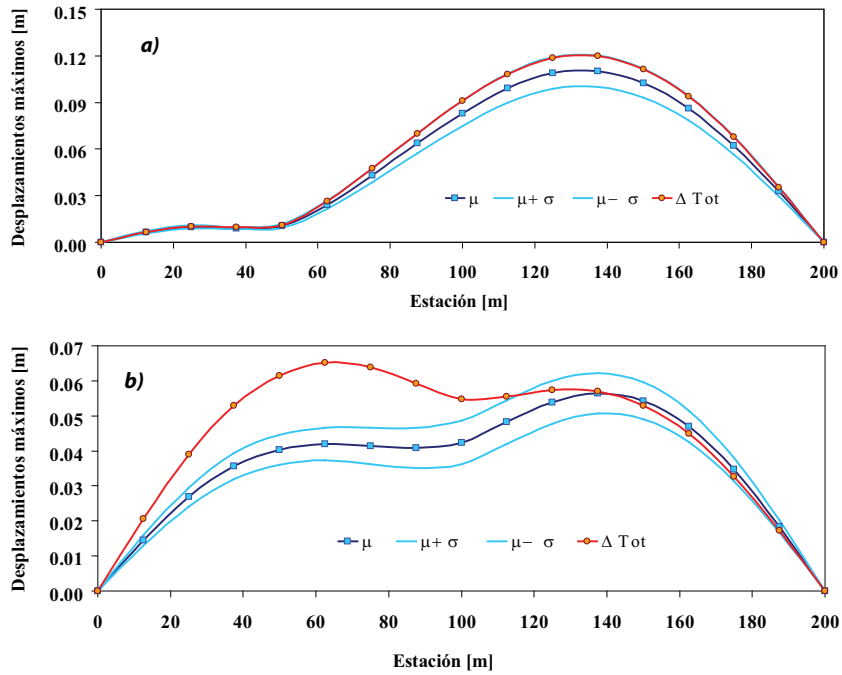 a)
Desplazamientos máximos [m]
0.15
0.12
0.09
0.06
0.03
0.00
μ
μ+ σ
μ− σ
Δ Tot
0 20 40 60 80 100 120 140 160 180 200
Estación [m]
b)
Desplazamientos máximos [m]
0.07
0.06
0.05
0.04
0.03
0.02
0.01
0.00
μ
μ+ σ
μ− σ
Δ Tot
0 20 40 60 80 100 120 140 160 180 200
Estación [m]